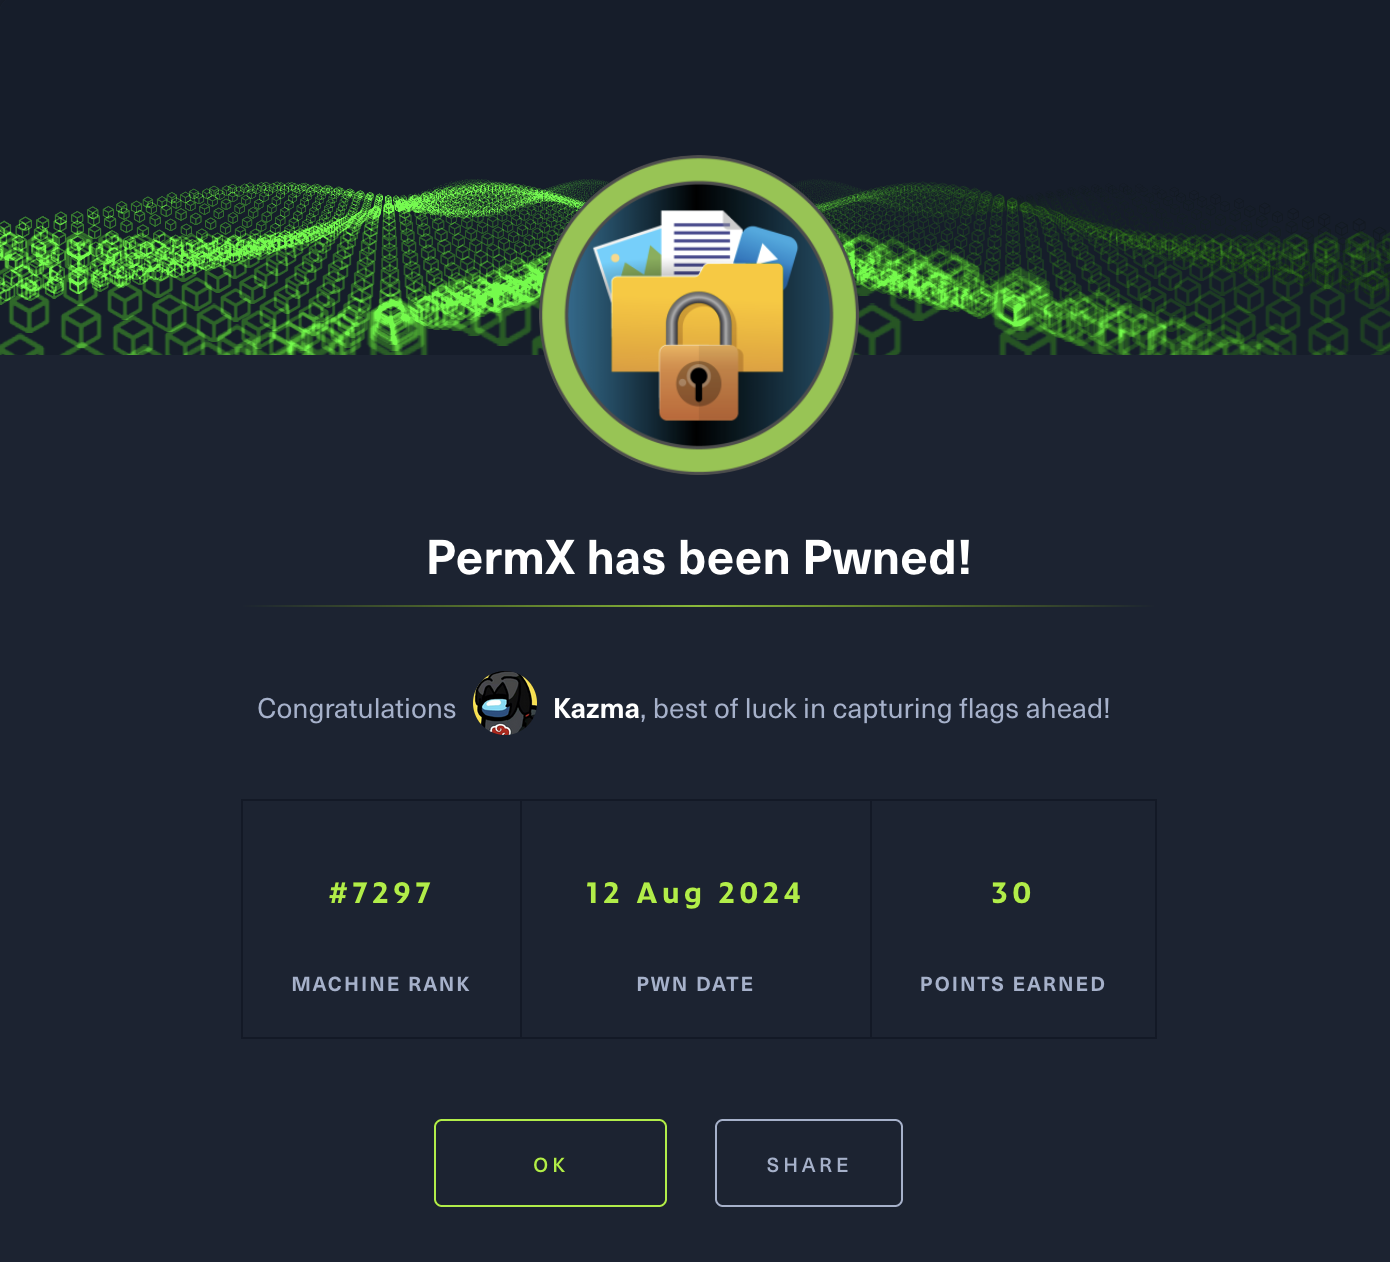 PermX has been Pwned!
Congratulations Kazma, best of luck in capturing flags ahead!
#7297 12 Aug 2024 30
MACHINE RANK PWN DATE POINTS EARNED
OK SHARE